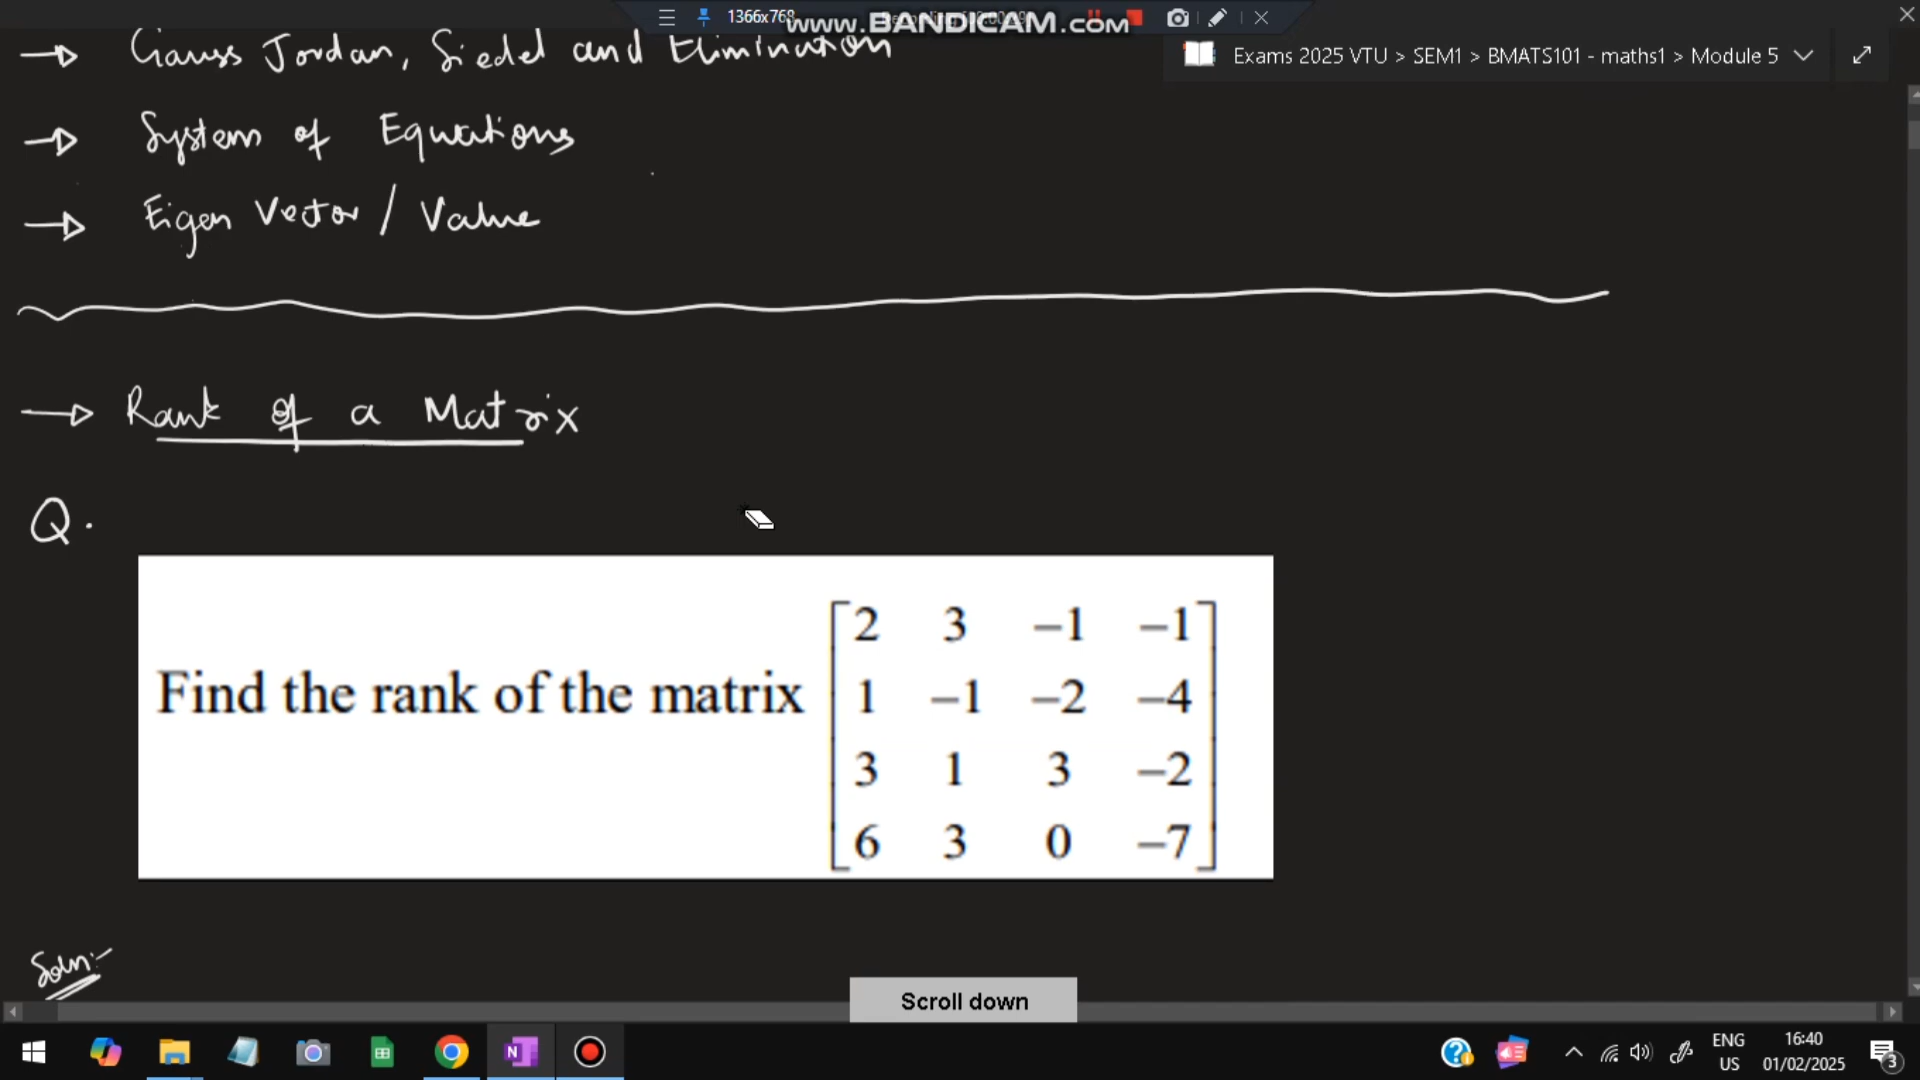 1366x768
www.BANDICAM.com
→ Gauss Jordan, Siedel and Elimination
Exams 2025 VTU > SEM1 > BMATS101 - maths1 > Module 5
→ System of Equations
→ Eigen Vector / Value
→ Rank of a Matrix
Q.
Find the rank of the matrix
2 3 −1 −1
1 −1 −2 −4
3 1 3 −2
6 3 0 −7
Soln:-
Scroll down
ENG 16:40
US 01/02/2025 3